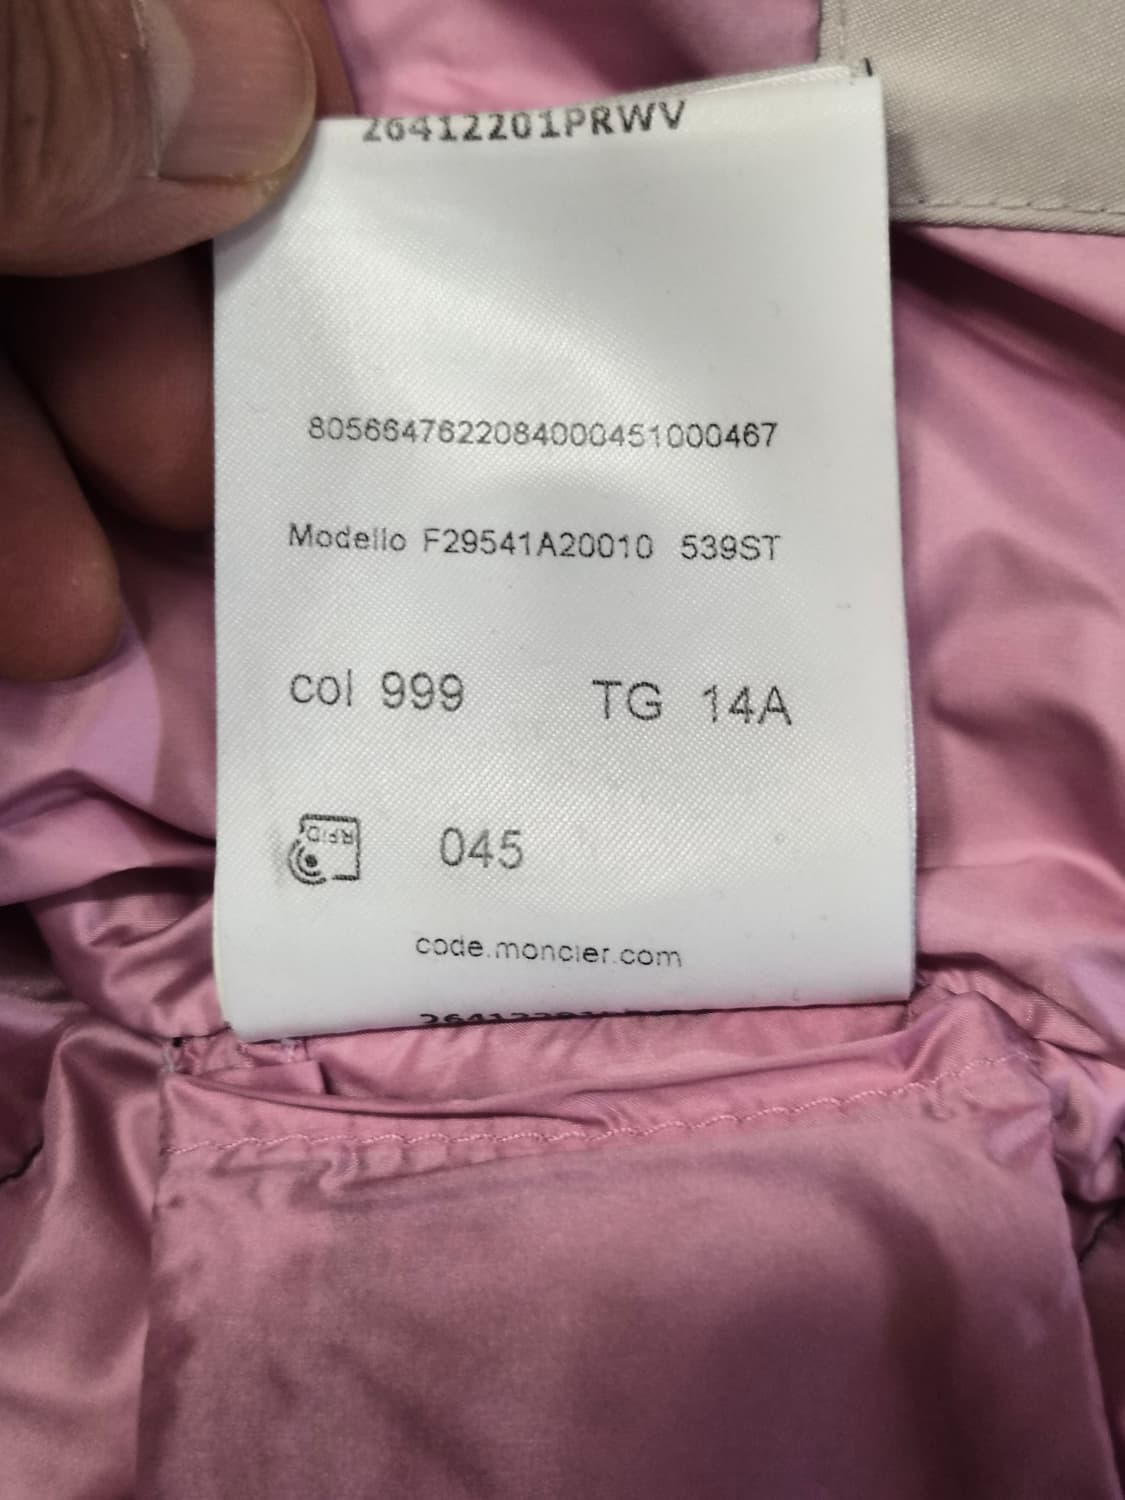 26412201PRWV
8056647622084000451000467
Modello F29541A20010 539ST
col 999 TG 14A
RFID
045
code.moncler.com